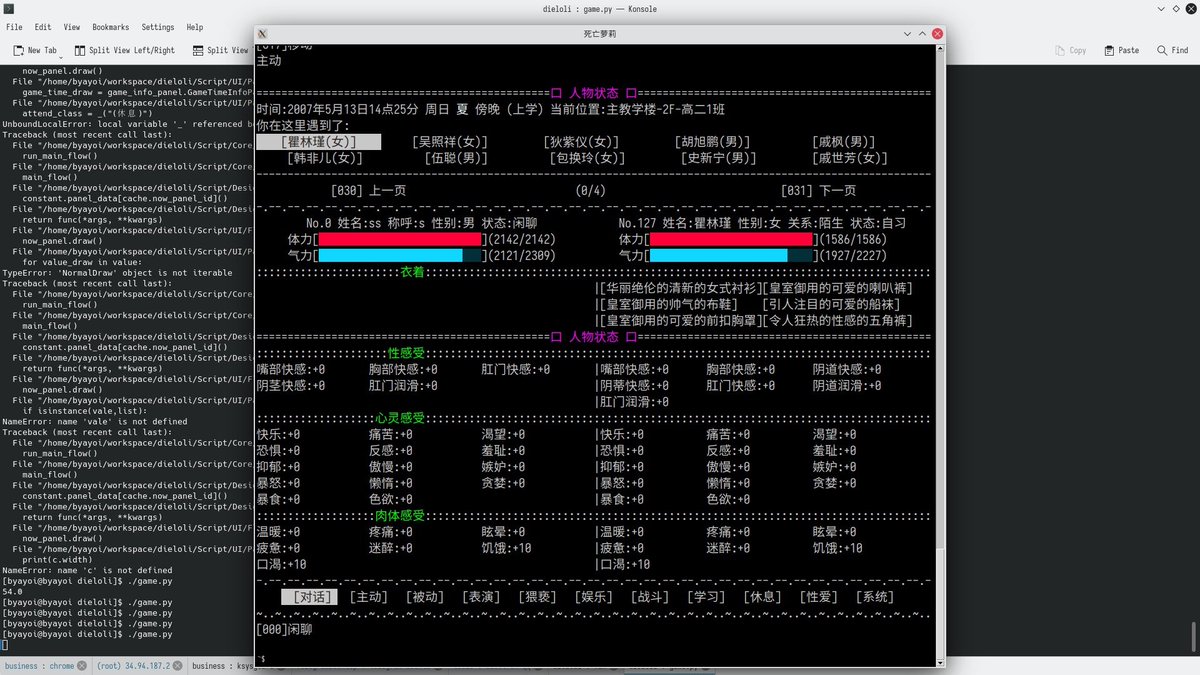 dieloli : game.py — Konsole
File Edit View Bookmarks Settings Help
New Tab Split View Left/Right Split View Copy Paste Find
now_panel.draw()
File "/home/byayoi/workspace/dieloli/Script/UI/P
game_time_draw = game_info_panel.GameTimeInfoP
attend_class = _("(休息)")
UnboundLocalError: local variable '_' referenced b
Traceback (most recent call last):
File "/home/byayoi/workspace/dieloli/Script/Core
run_main_flow()
File "/home/byayoi/workspace/dieloli/Script/Core
main_flow()
File "/home/byayoi/workspace/dieloli/Script/Desi
constant.panel_data[cache.now_panel_id]()
File "/home/byayoi/workspace/dieloli/Script/Desi
return func(*args, **kwargs)
File "/home/byayoi/workspace/dieloli/Script/UI/F
now_panel.draw()
File "/home/byayoi/workspace/dieloli/Script/UI/P
for value_draw in value:
TypeError: 'NormalDraw' object is not iterable
Traceback (most recent call last):
File "/home/byayoi/workspace/dieloli/Script/Core
run_main_flow()
File "/home/byayoi/workspace/dieloli/Script/Core
main_flow()
File "/home/byayoi/workspace/dieloli/Script/Desi
constant.panel_data[cache.now_panel_id]()
File "/home/byayoi/workspace/dieloli/Script/Desi
return func(*args, **kwargs)
File "/home/byayoi/workspace/dieloli/Script/UI/F
now_panel.draw()
File "/home/byayoi/workspace/dieloli/Script/UI/P
if isinstance(vale,list):
NameError: name 'vale' is not defined
Traceback (most recent call last):
File "/home/byayoi/workspace/dieloli/Script/Core
run_main_flow()
File "/home/byayoi/workspace/dieloli/Script/Core
main_flow()
File "/home/byayoi/workspace/dieloli/Script/Desi
constant.panel_data[cache.now_panel_id]()
File "/home/byayoi/workspace/dieloli/Script/Desi
return func(*args, **kwargs)
File "/home/byayoi/workspace/dieloli/Script/UI/F
now_panel.draw()
File "/home/byayoi/workspace/dieloli/Script/UI/P
print(c.width)
NameError: name 'c' is not defined
[byayoi@byayoi dieloli]$ ./game.py
54.0
[byayoi@byayoi dieloli]$ ./game.py
[byayoi@byayoi dieloli]$ ./game.py
[byayoi@byayoi dieloli]$ ./game.py
business : chrome (root) 34.94.187.2 business : ksysg
死亡萝莉
[017]移动
主动
口 人物状态 口
时间:2007年5月13日14点25分 周日 夏 傍晚 (上学) 当前位置:主教学楼-2F-高二1班
你在这里遇到了:
[瞿林瑾(女)] [吴照祥(女)] [狄紫仪(女)] [胡旭鹏(男)] [戚枫(男)]
[韩非儿(女)] [伍聪(男)] [包换玲(女)] [史新宁(男)] [戚世芳(女)]
[030] 上一页 (0/4) [031] 下一页
No.0 姓名:ss 称呼:s 性别:男 状态:闲聊 No.127 姓名:瞿林瑾 性别:女 关系:陌生 状态:自习
体力[ ](2142/2142) 体力[ ](1586/1586)
气力[ ](2121/2309) 气力[ ](1927/2227)
衣着
|[华丽绝伦的清新的女式衬衫][皇室御用的可爱的喇叭裤]
|[皇室御用的帅气的布鞋] [引人注目的可爱的船袜]
|[皇室御用的可爱的前扣胸罩][令人狂热的性感的五角裤]
口 人物状态 口
性感受
嘴部快感:+0 胸部快感:+0 肛门快感:+0 |嘴部快感:+0 胸部快感:+0 阴道快感:+0
阴茎快感:+0 肛门润滑:+0 |阴蒂快感:+0 肛门快感:+0 阴道润滑:+0
|肛门润滑:+0
心灵感受
快乐:+0 痛苦:+0 渴望:+0 |快乐:+0 痛苦:+0 渴望:+0
恐惧:+0 反感:+0 羞耻:+0 |恐惧:+0 反感:+0 羞耻:+0
抑郁:+0 傲慢:+0 嫉妒:+0 |抑郁:+0 傲慢:+0 嫉妒:+0
暴怒:+0 懒惰:+0 贪婪:+0 |暴怒:+0 懒惰:+0 贪婪:+0
暴食:+0 色欲:+0 |暴食:+0 色欲:+0
肉体感受
温暖:+0 疼痛:+0 眩晕:+0 |温暖:+0 疼痛:+0 眩晕:+0
疲惫:+0 迷醉:+0 饥饿:+10 |疲惫:+0 迷醉:+0 饥饿:+10
口渴:+10 |口渴:+10
[对话] [主动] [被动] [表演] [猥亵] [娱乐] [战斗] [学习] [休息] [性爱] [系统]
[000]闲聊
~$